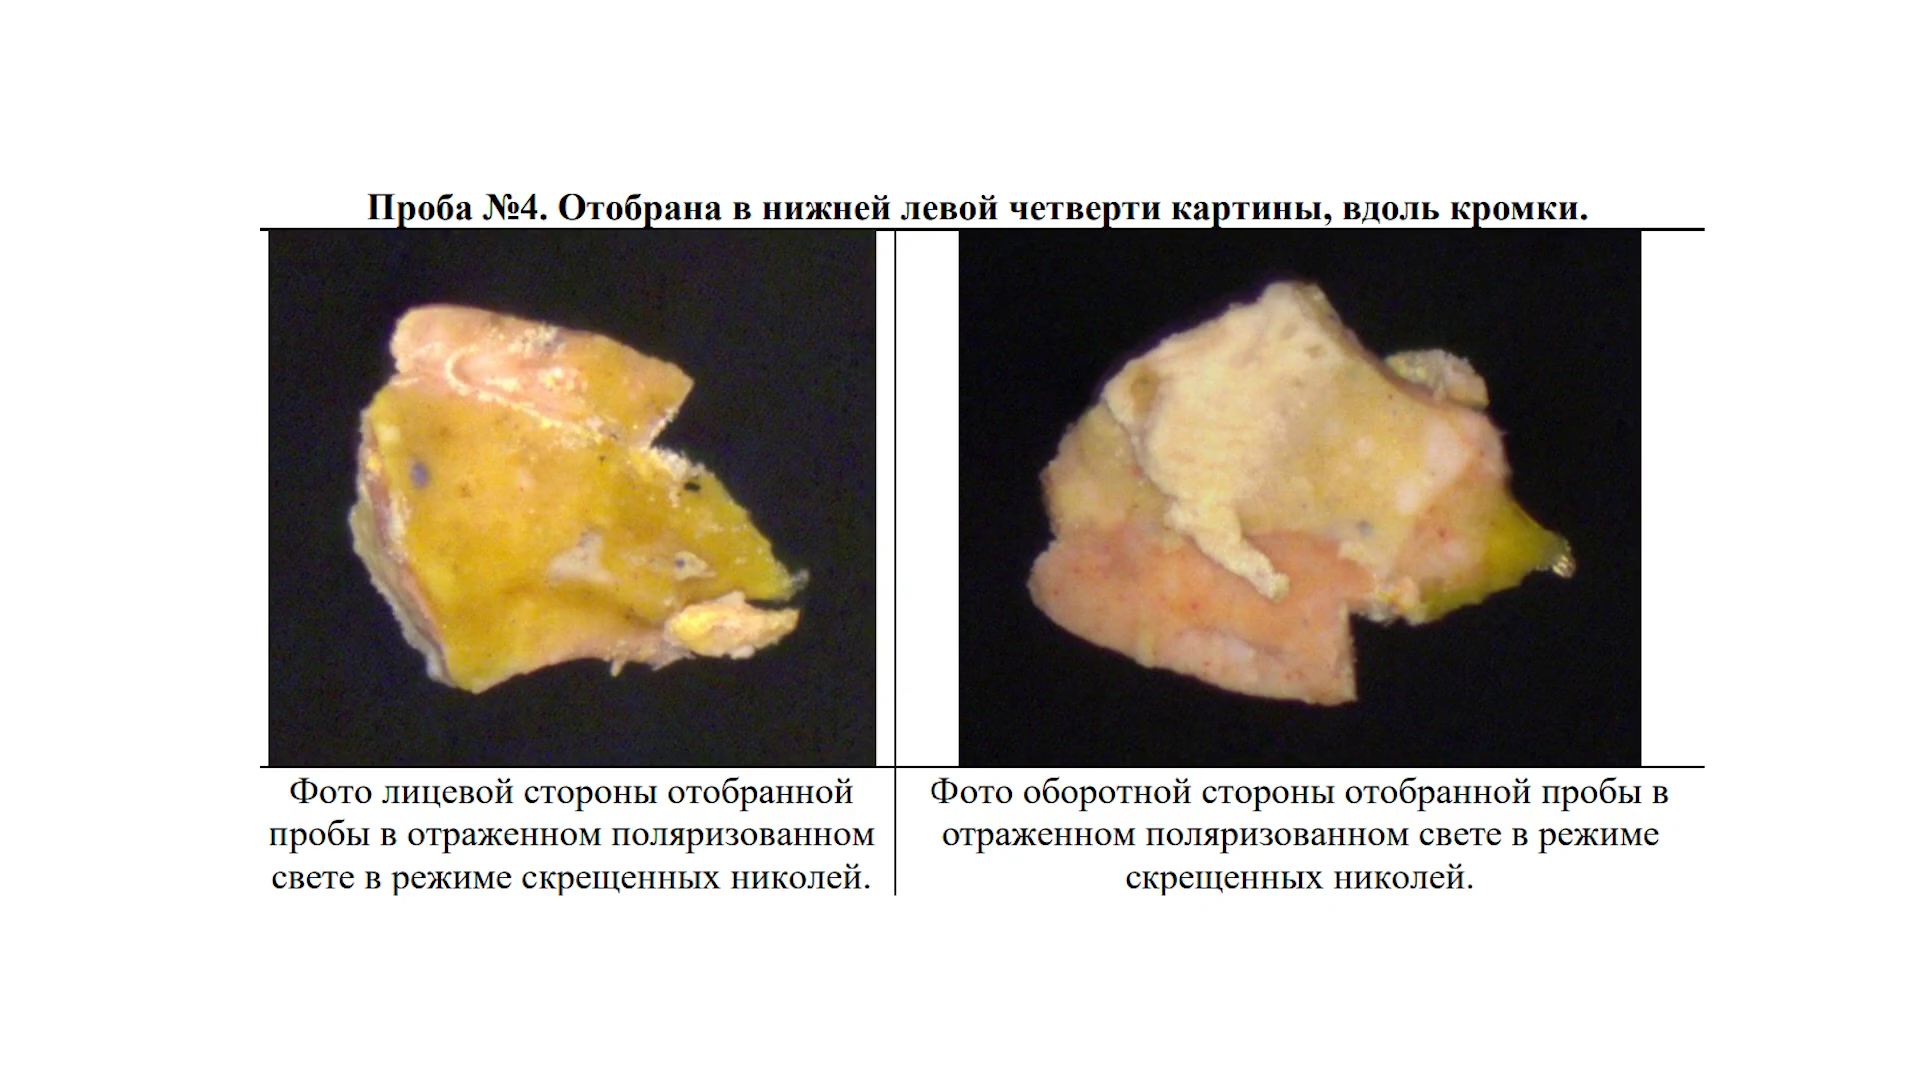 Проба №4. Отобрана в нижней левой четверти картины, вдоль кромки.
Фото лицевой стороны отобранной
пробы в отраженном поляризованном
свете в режиме скрещенных николей.
Фото оборотной стороны отобранной пробы в
отраженном поляризованном свете в режиме
скрещенных николей.